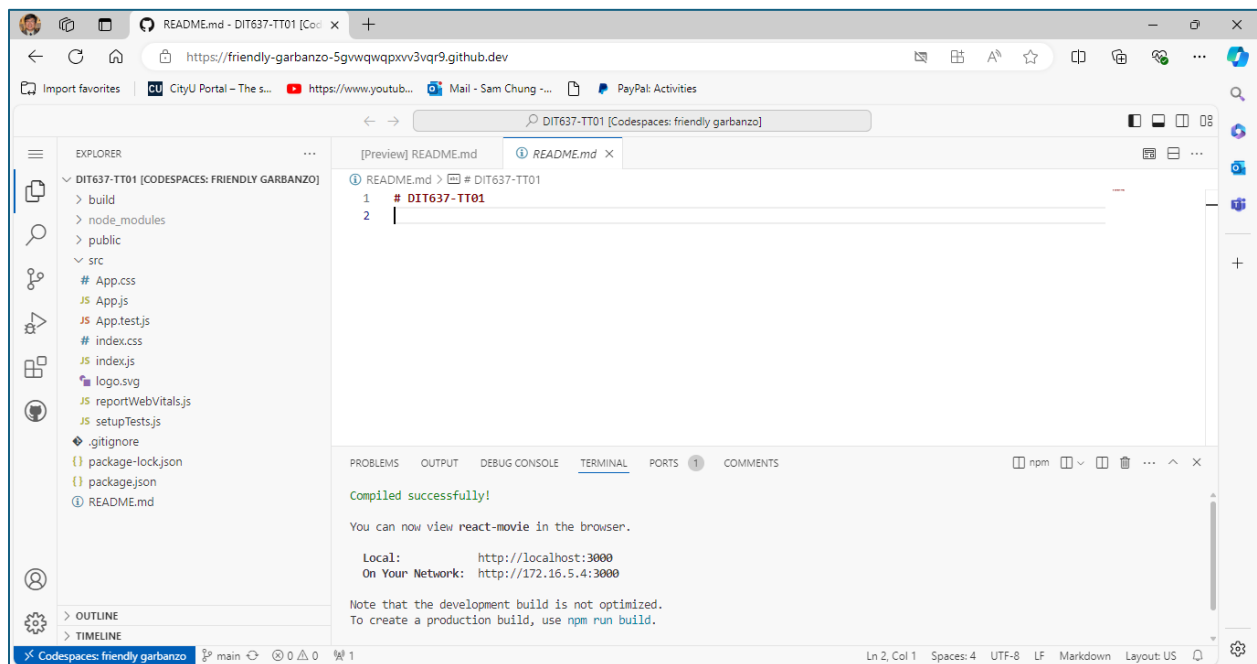 README.md - DIT637-TT01 [Cod
https://friendly-garbanzo-5gvwqwqpxvv3vqr9.github.dev
Import favorites CU CityU Portal – The s... https://www.youtub... Mail - Sam Chung -... PayPal: Activities
DIT637-TT01 [Codespaces: friendly garbanzo]
EXPLORER
DIT637-TT01 [CODESPACES: FRIENDLY GARBANZO]
build
node_modules
public
src
# App.css
JS App.js
JS App.test.js
# index.css
JS index.js
logo.svg
JS reportWebVitals.js
JS setupTests.js
.gitignore
{} package-lock.json
{} package.json
README.md
OUTLINE
TIMELINE
[Preview] README.md README.md
README.md > # DIT637-TT01
1 # DIT637-TT01
2
PROBLEMS OUTPUT DEBUG CONSOLE TERMINAL PORTS 1 COMMENTS
npm
Compiled successfully!
You can now view react-movie in the browser.
Local: http://localhost:3000
On Your Network: http://172.16.5.4:3000
Note that the development build is not optimized.
To create a production build, use npm run build.
Codespaces: friendly garbanzo main 0 0 1 Ln 2, Col 1 Spaces: 4 UTF-8 LF Markdown Layout: US